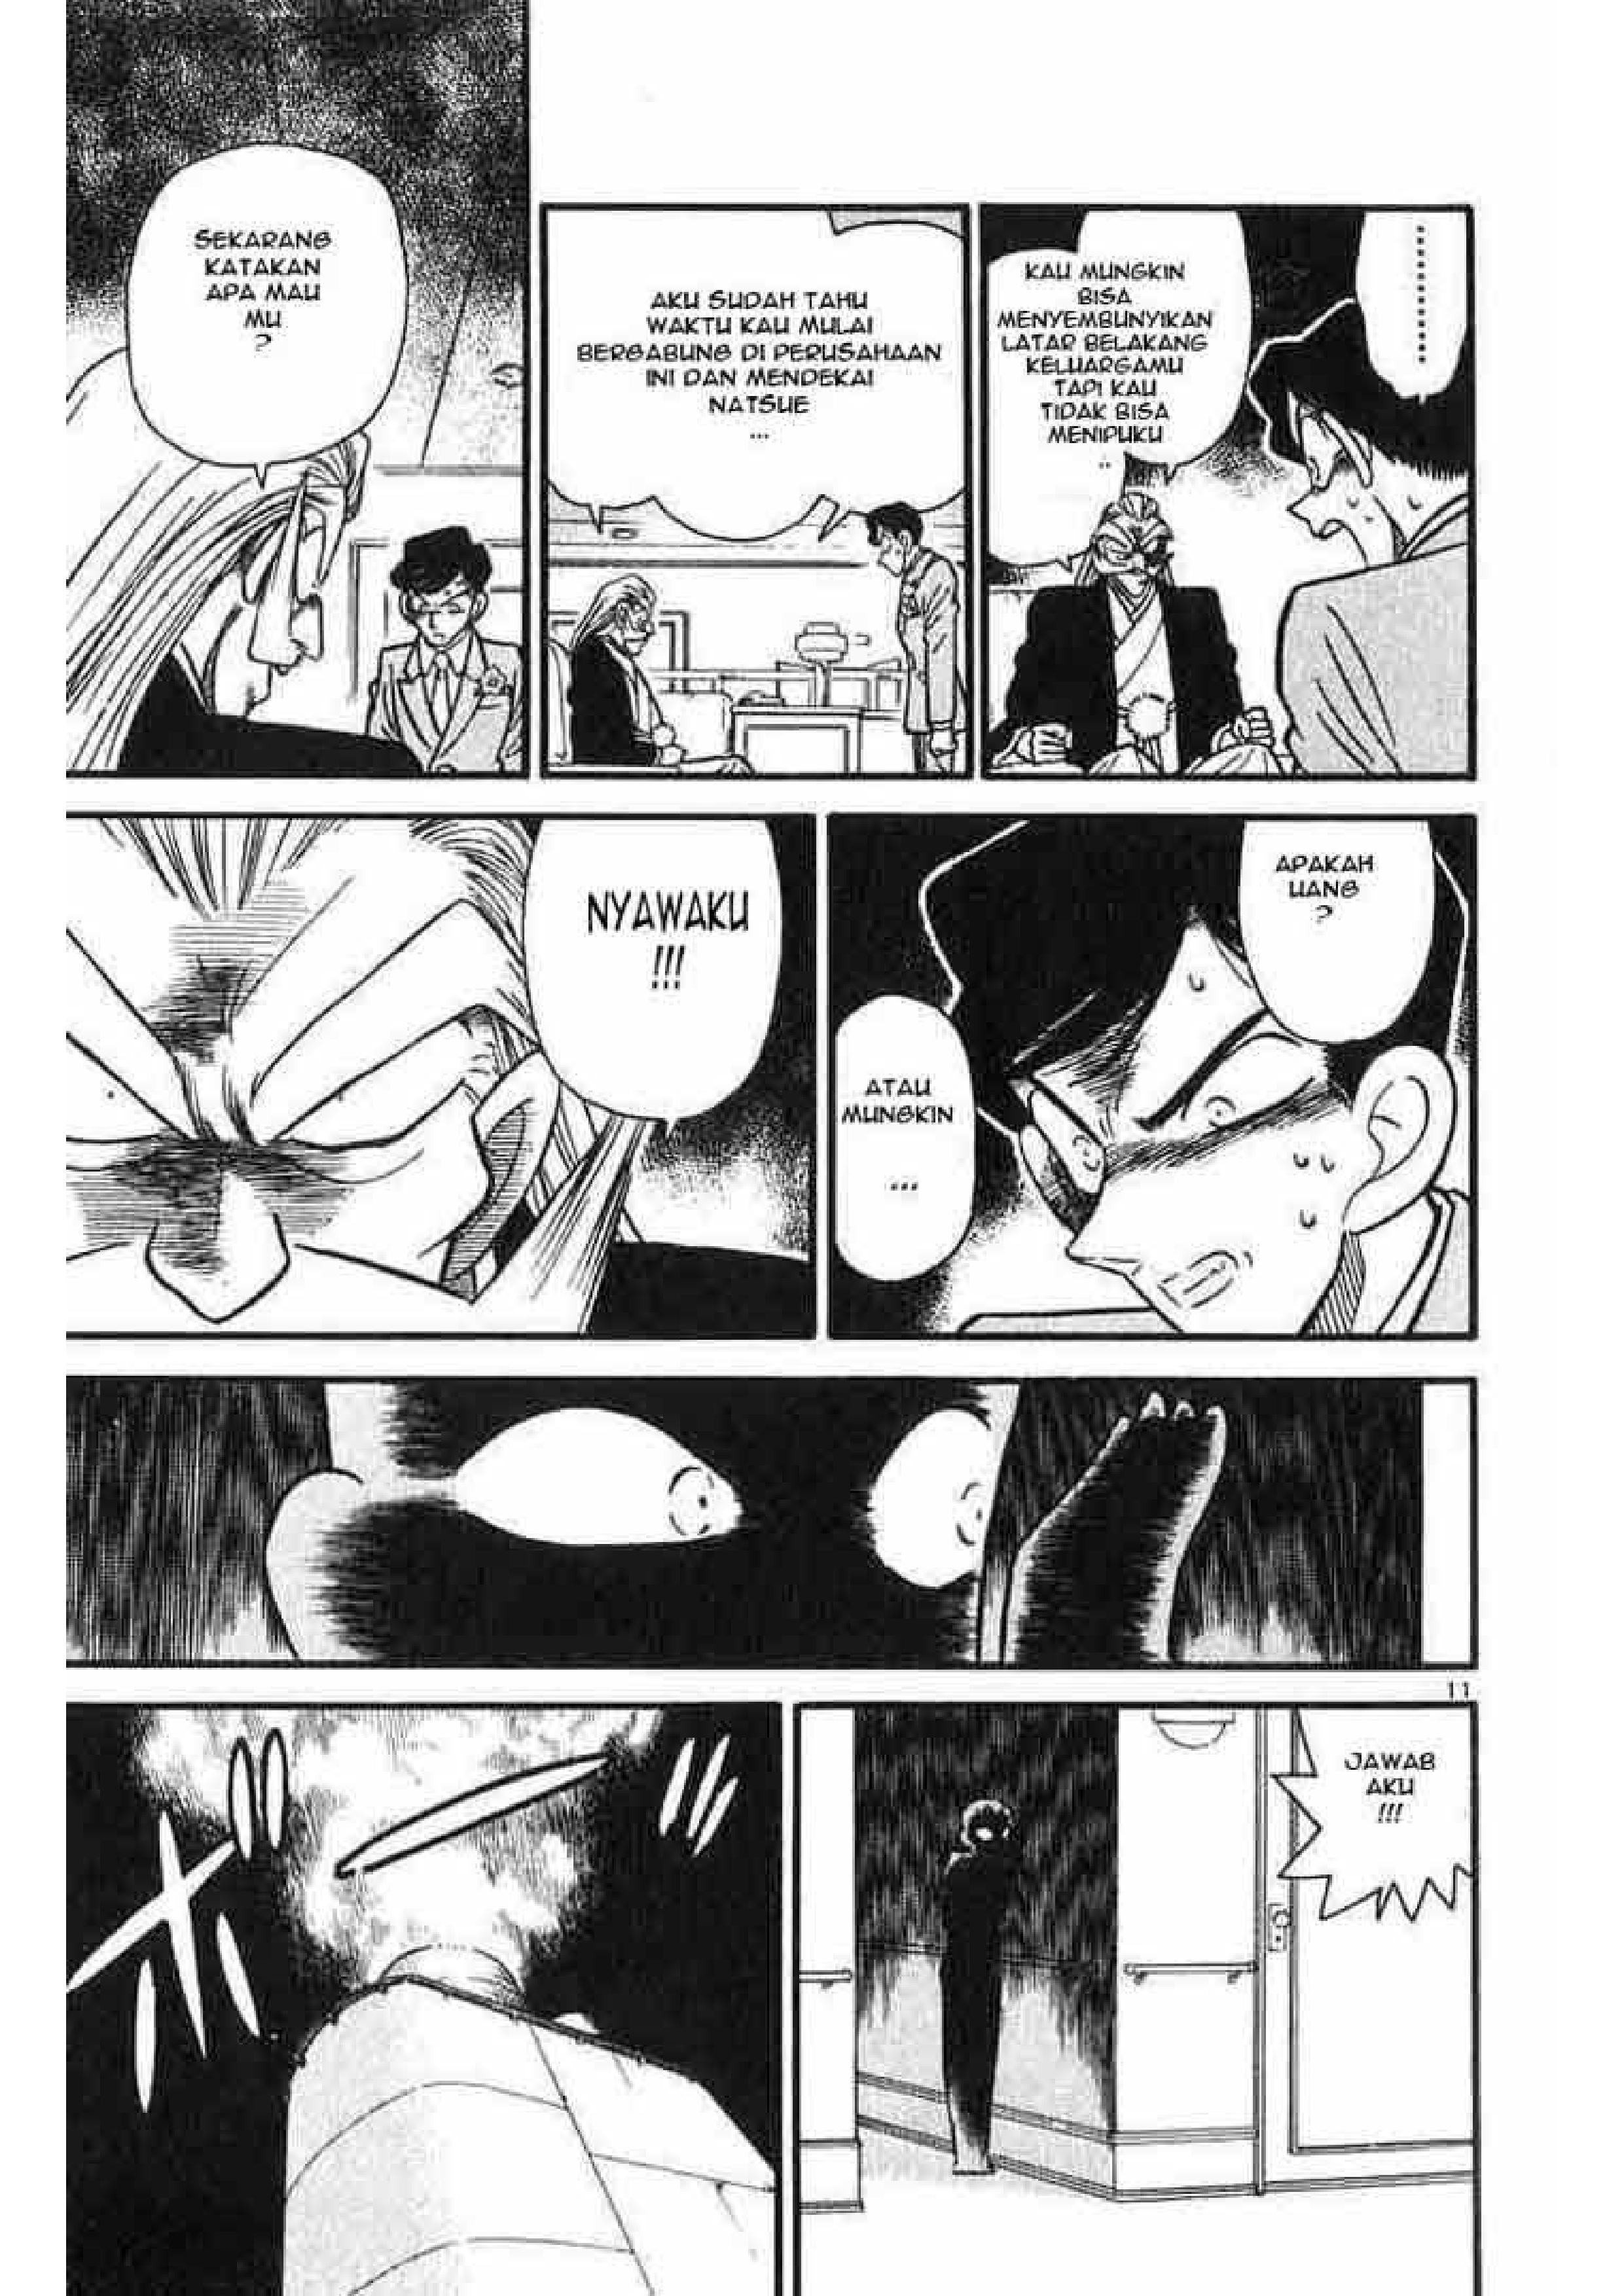 .............
KAU MUNGKIN
BISA
MENYEMBUNYIKAN
LATAR BELAKANG
KELUARGAMU
TAPI KAU
TIDAK BISA
MENIPUKU
..
AKU SUDAH TAHU
WAKTU KAU MULAI
BERGABUNG DI PERUSAHAAN
INI DAN MENDEKAI
NATSUE
...
SEKARANG
KATAKAN
APA MAU
MU
?
APAKAH
UANG
?
ATAU
MUNGKIN
...
NYAWAKU
!!!
11
JAWAB
AKU
!!!